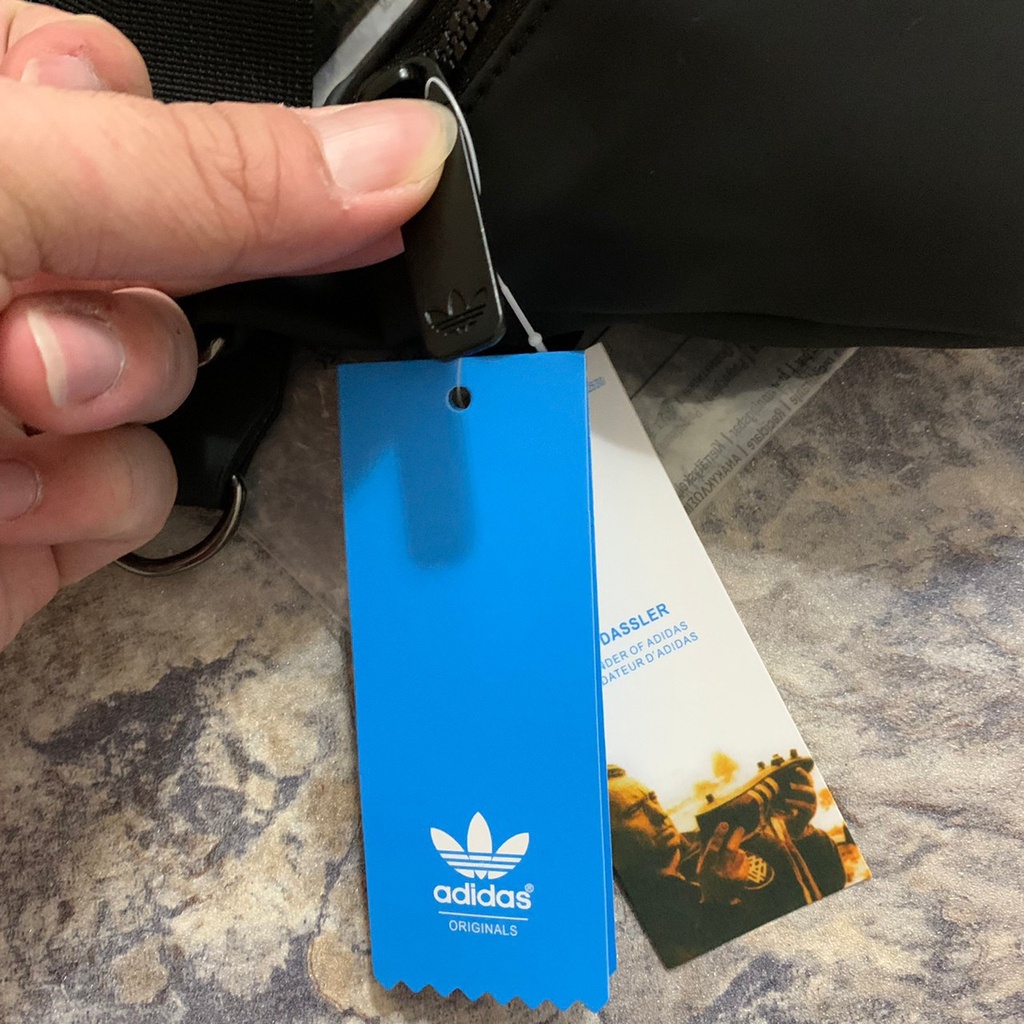 adidas®
ORIGINALS
DASSLER
NDER OF ADIDAS
DATEUR D'ADIDAS